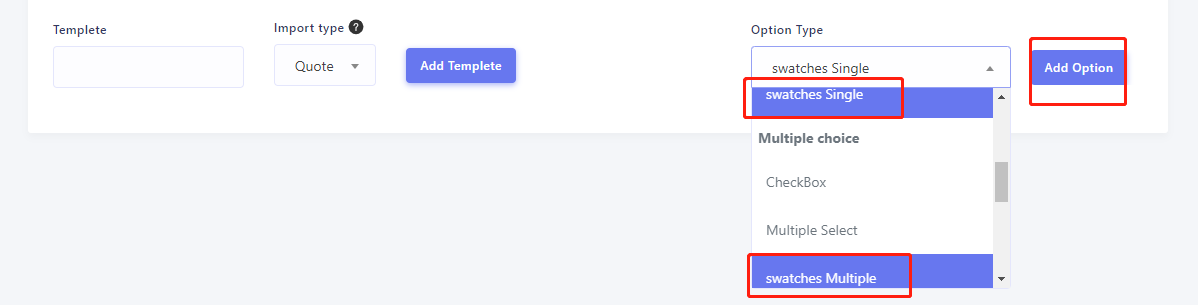 Templete
Import type ?
Option Type
Quote
Add Templete
swatches Single
Add Option
swatches Single
Multiple choice
CheckBox
Multiple Select
swatches Multiple